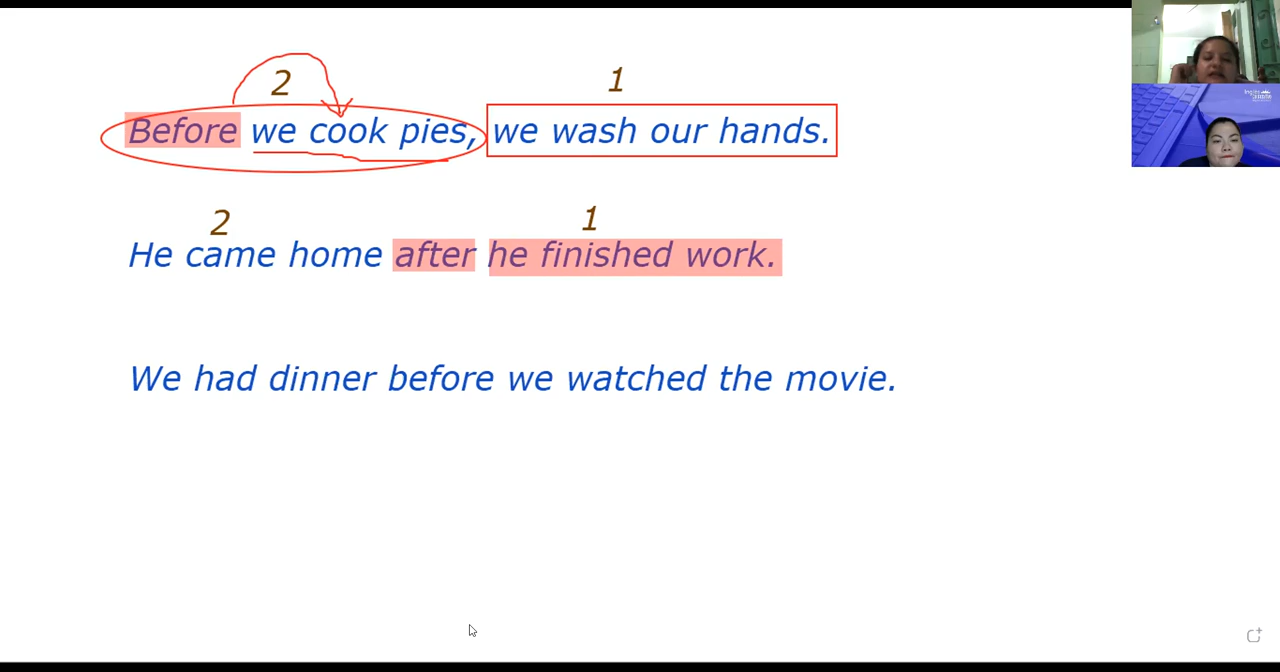 2 1
Before we cook pies, we wash our hands.
2 1
He came home after he finished work.
We had dinner before we watched the movie.